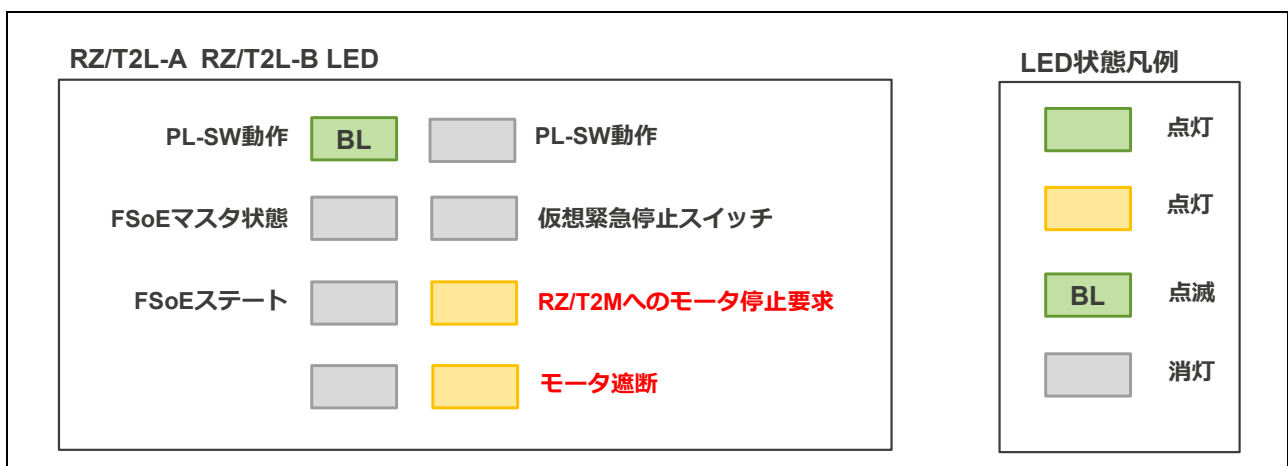 RZ/T2L-A RZ/T2L-B LED
PL-SW動作 BL PL-SW動作
FSoEマスタ状態 仮想緊急停止スイッチ
FSoEステート RZ/T2Mへのモータ停止要求
モータ遮断
LED状態凡例
点灯
点灯
BL 点滅
消灯